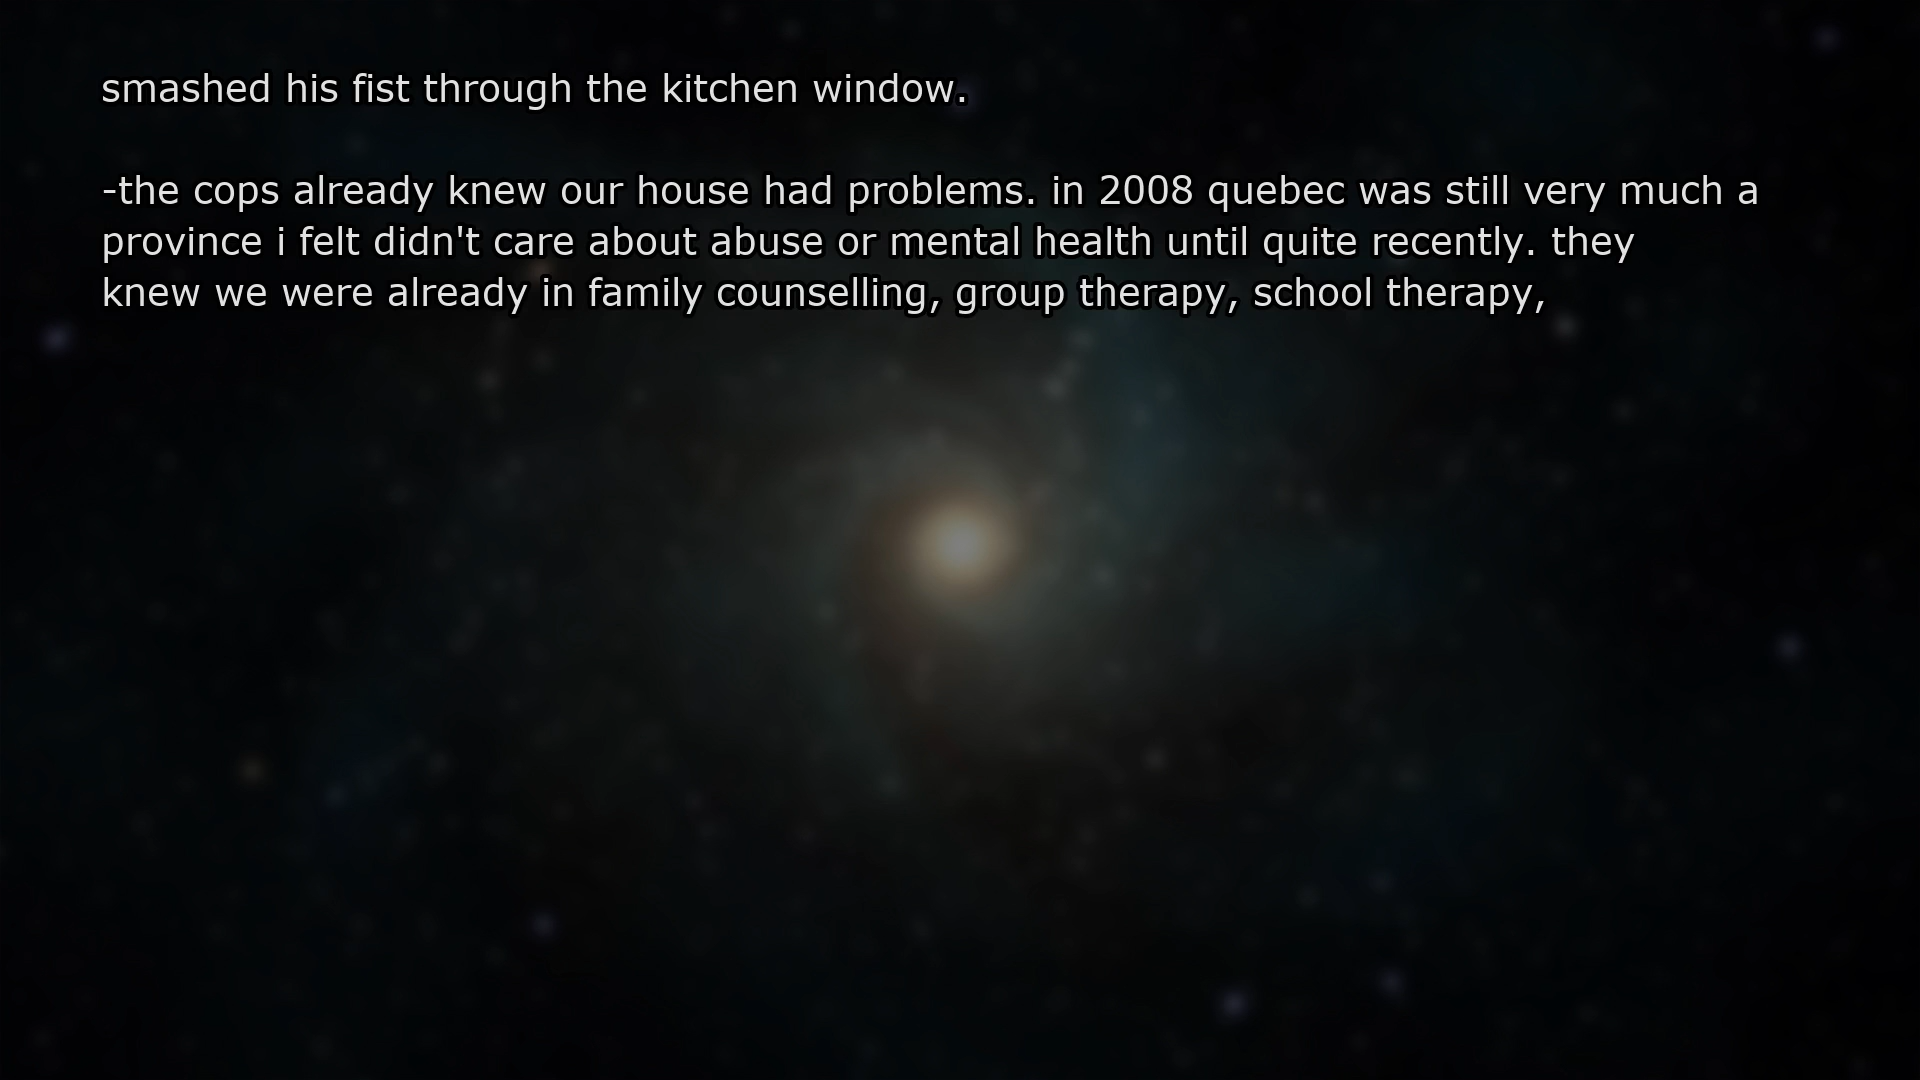 smashed his fist through the kitchen window.
-the cops already knew our house had problems. in 2008 quebec was still very much a
province i felt didn't care about abuse or mental health until quite recently. they
knew we were already in family counselling, group therapy, school therapy,